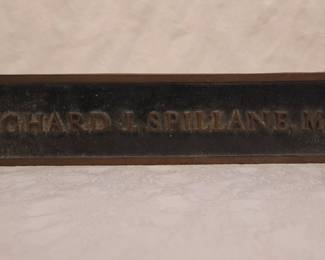 CHARD J. SPILLANE, M